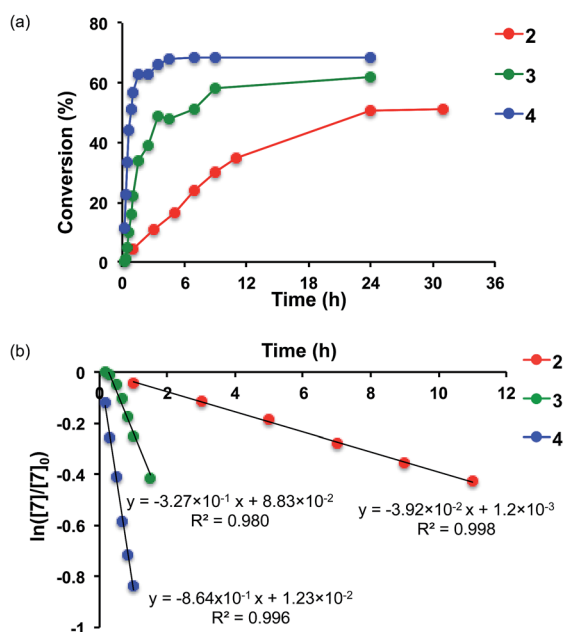 (a)
80
60
40
20
0
Conversion (%)
0 6 12 18 24 30 36
Time (h)
2
3
4
(b)
Time (h)
0 2 4 6 8 10 12
0
-0.2
-0.4
-0.6
-0.8
-1
ln([7]/[7]₀)
2
3
4
y = -3.27×10⁻¹ x + 8.83×10⁻²
R² = 0.980
y = -3.92×10⁻² x + 1.2×10⁻³
R² = 0.998
y = -8.64x10⁻¹ x + 1.23×10⁻²
R² = 0.996